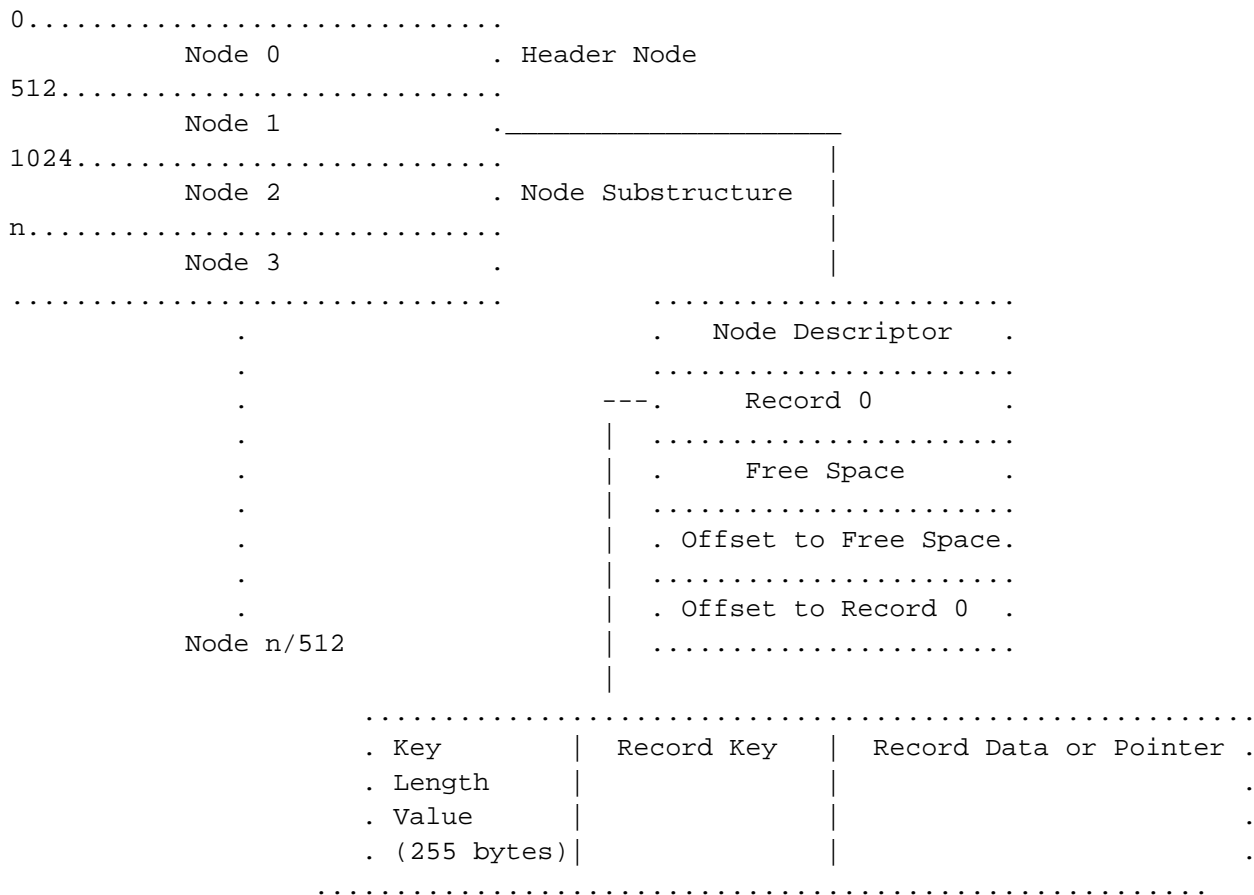 0..............................
Node 0 . Header Node
512............................
Node 1 ._____________________
1024........................... |
Node 2 . Node Substructure |
n.............................. |
Node 3 . |
............................... .......................
. . Node Descriptor .
. .......................
. ---. Record 0 .
. | .......................
. | . Free Space .
. | .......................
. | . Offset to Free Space.
. | .......................
. | . Offset to Record 0 .
Node n/512 | .......................
|
........................................................
. Key | Record Key | Record Data or Pointer .
. Length | | .
. Value | | .
. (255 bytes)| | .
........................................................